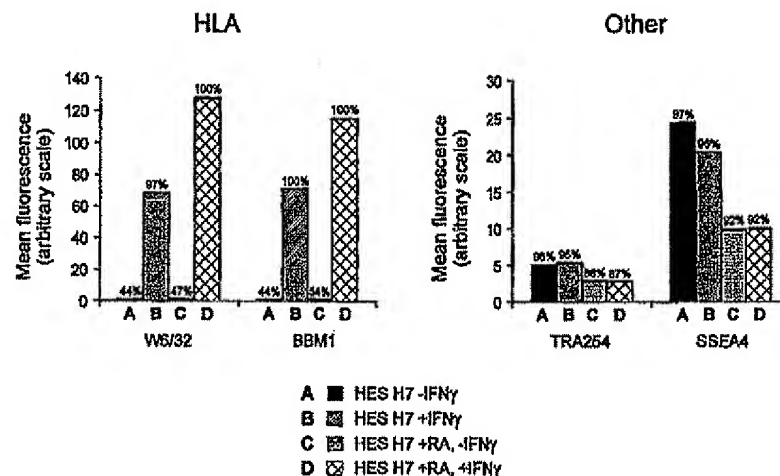 HLA
Mean fluorescence
(arbitrary scale)
140
120
100
80
60
40
20
0
44%
97%
47%
100%
44%
100%
54%
100%
A B C D
A B C D
W6/32
BBM1
Other
Mean fluorescence
(arbitrary scale)
30
25
20
15
10
5
0
95%
97%
96%
92%
92%
87%
A B C D
A B C D
TRA254
SSEA4
A HES H7 -IFNγ
B HES H7 +IFNγ
C HES H7 +RA, -IFNγ
D HES H7 +RA, +IFNγ